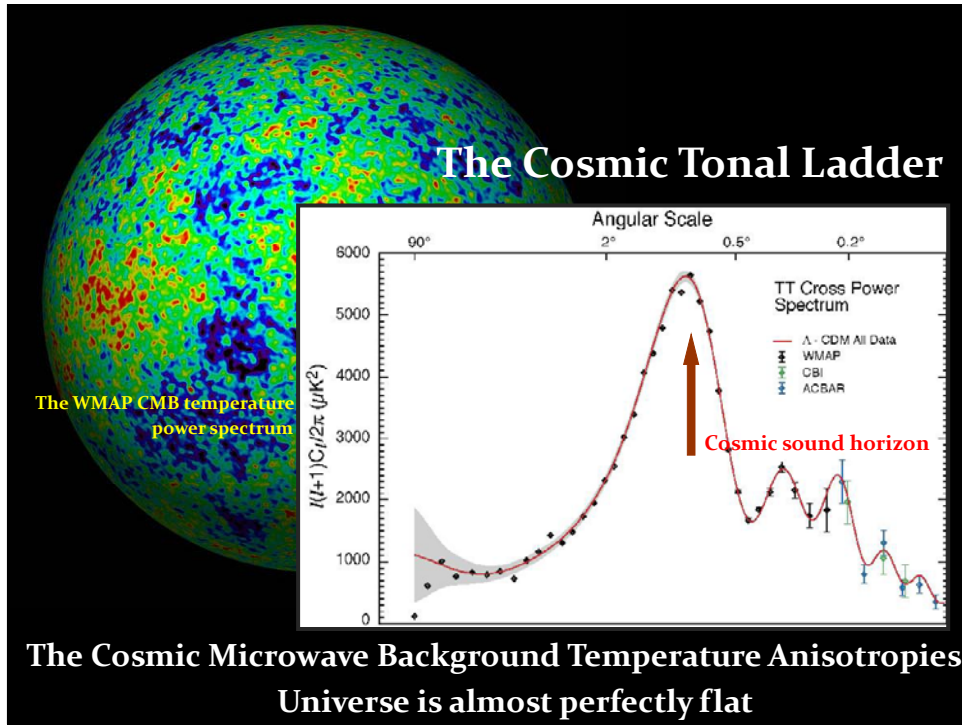 The Cosmic Tonal Ladder
Angular Scale
90° 2° 0.5° 0.2°
6000
5000
4000
3000
2000
1000
0
l(l+1)Cl/2π (μK²)
TT Cross Power
Spectrum
Λ - CDM All Data
WMAP
CBI
ACBAR
The WMAP CMB temperature
power spectrum
Cosmic sound horizon
The Cosmic Microwave Background Temperature Anisotropies
Universe is almost perfectly flat